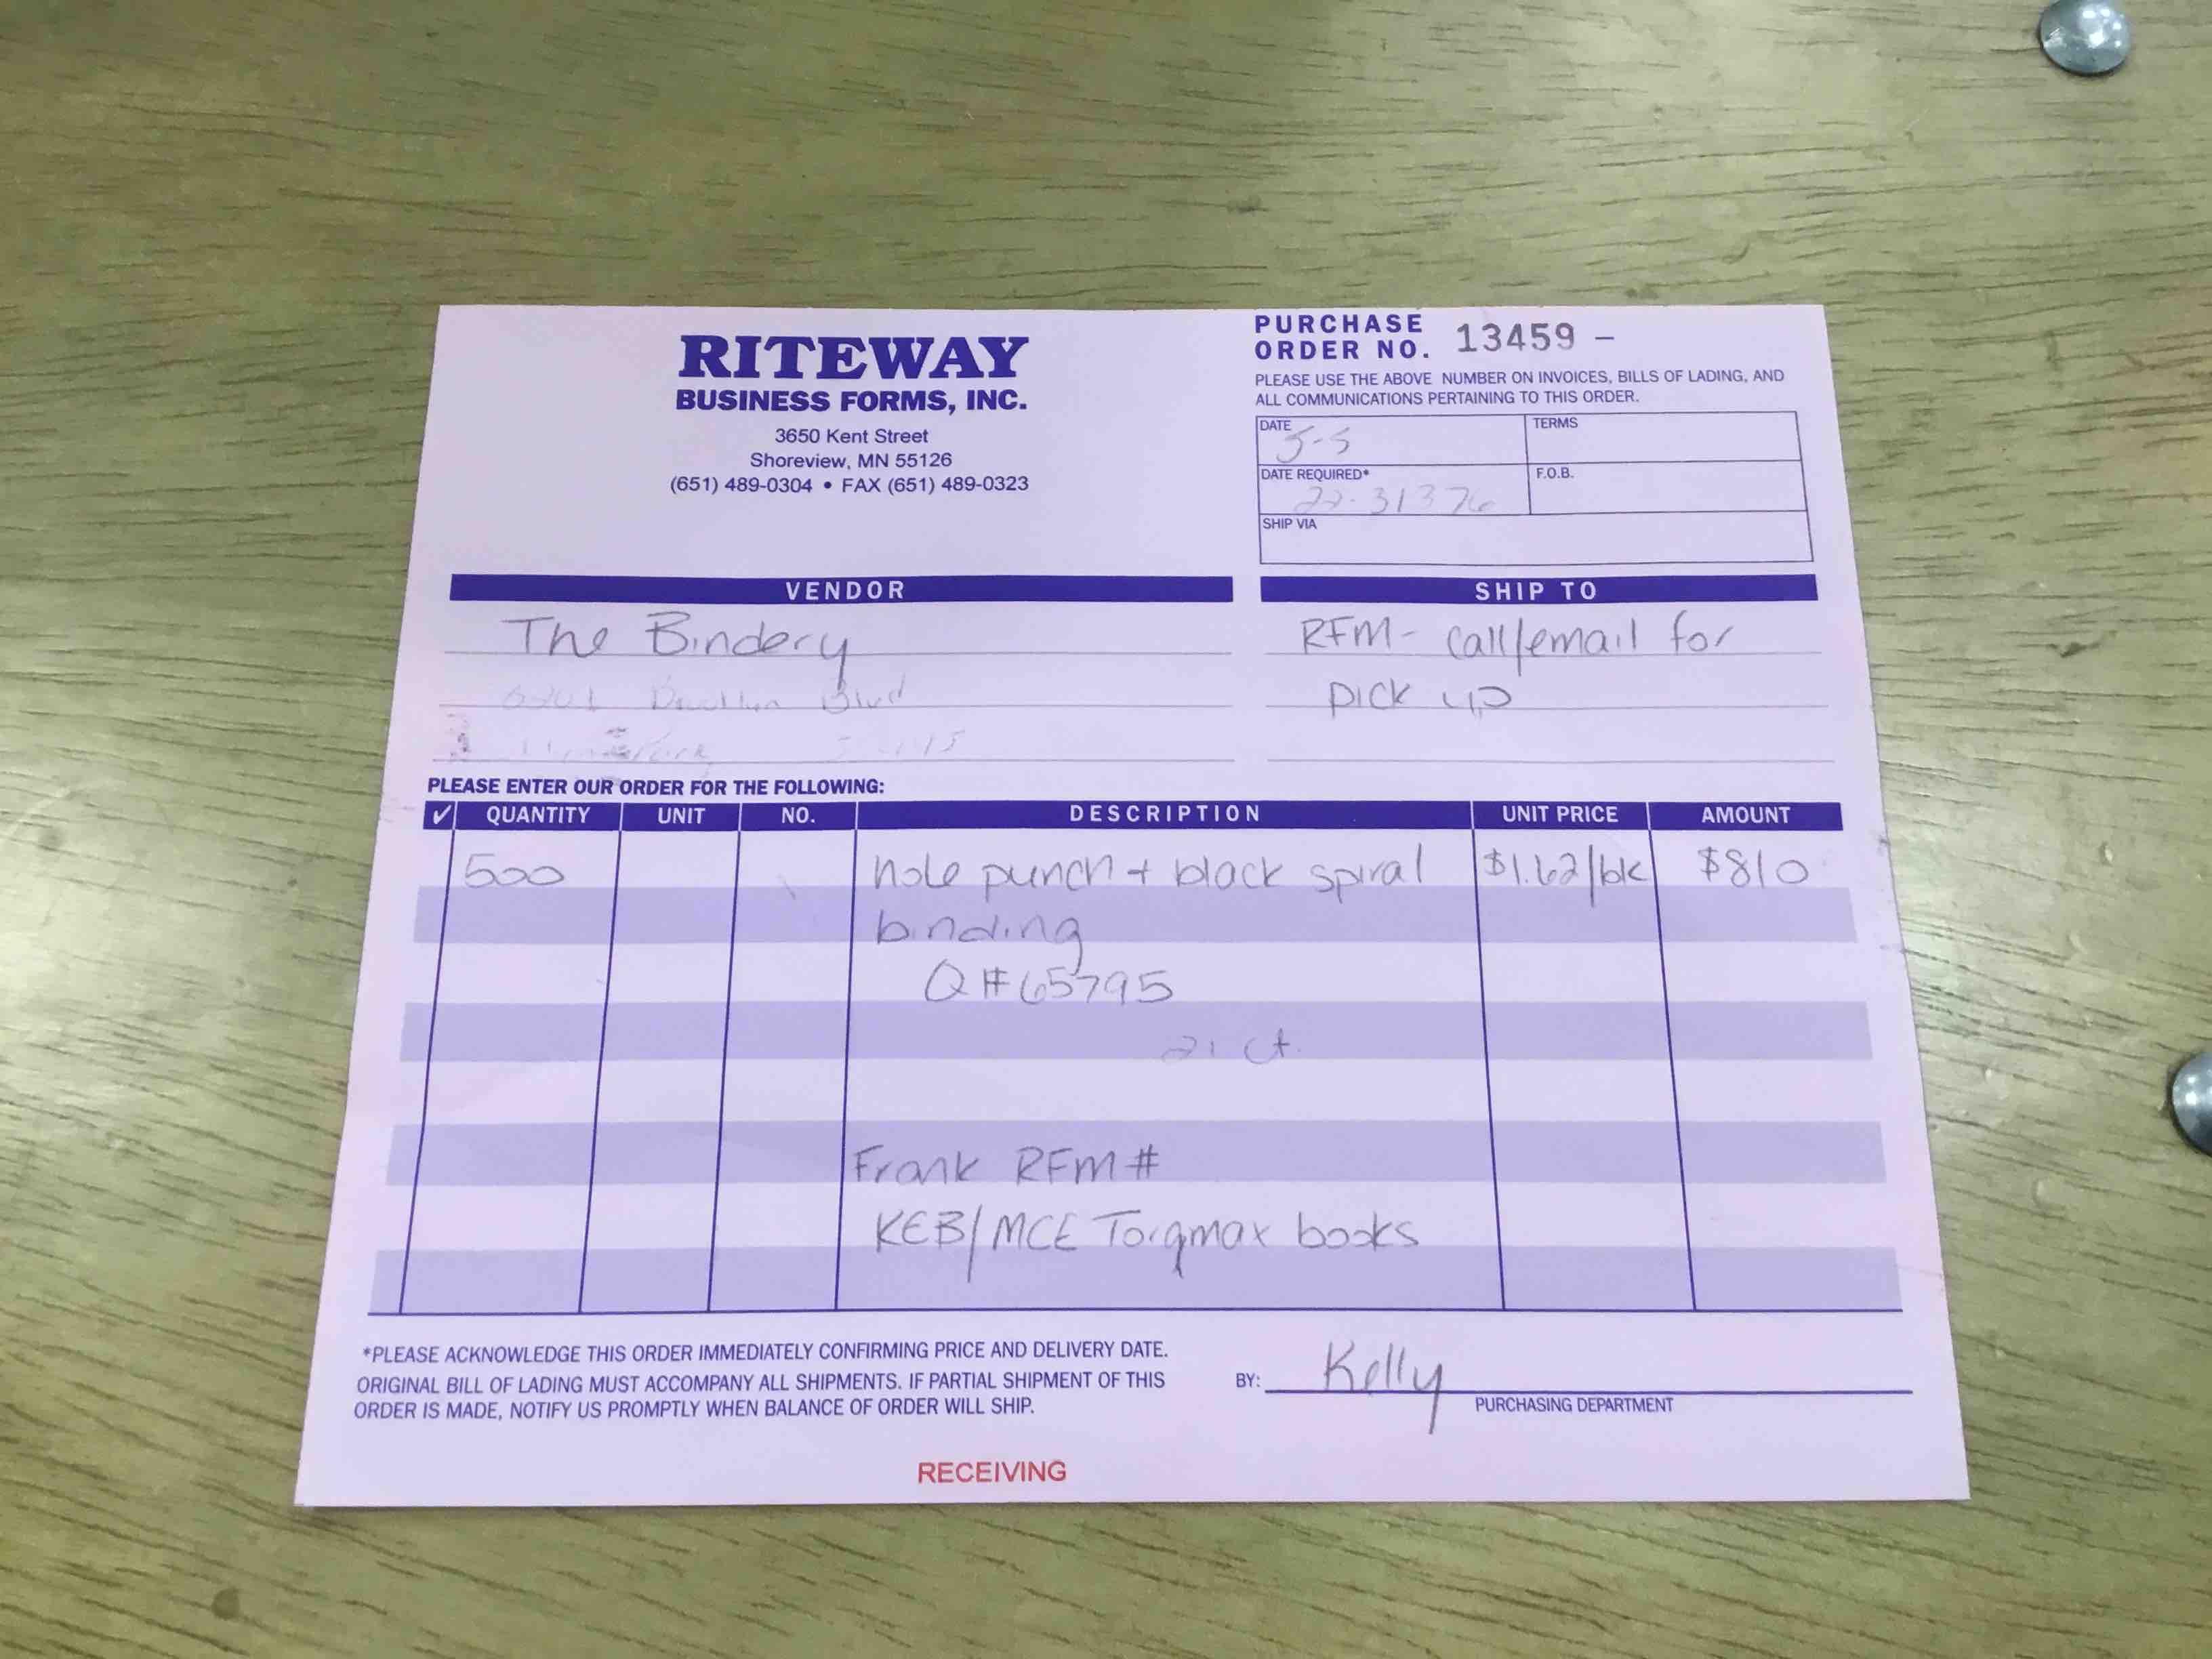 RITEWAY
BUSINESS FORMS, INC.
3650 Kent Street
Shoreview, MN 55126
(651) 489-0304 • FAX (651) 489-0323
PURCHASE
ORDER NO. 13459 –
PLEASE USE THE ABOVE NUMBER ON INVOICES, BILLS OF LADING, AND
ALL COMMUNICATIONS PERTAINING TO THIS ORDER.
DATE 5-5 TERMS
DATE REQUIRED* 22-31376 F.O.B.
SHIP VIA
VENDOR
The Bindery
Blvd
SHIP TO
RFM - call/email for
pick up
PLEASE ENTER OUR ORDER FOR THE FOLLOWING:
✓ QUANTITY UNIT NO. DESCRIPTION UNIT PRICE AMOUNT
500 hole punch + black spiral $1.62/bk $810
binding
Q#65795
21 ct.
Frank RFM #
KEB/MCE Torqmax books
*PLEASE ACKNOWLEDGE THIS ORDER IMMEDIATELY CONFIRMING PRICE AND DELIVERY DATE.
ORIGINAL BILL OF LADING MUST ACCOMPANY ALL SHIPMENTS. IF PARTIAL SHIPMENT OF THIS
ORDER IS MADE, NOTIFY US PROMPTLY WHEN BALANCE OF ORDER WILL SHIP.
BY: Kelly
PURCHASING DEPARTMENT
RECEIVING